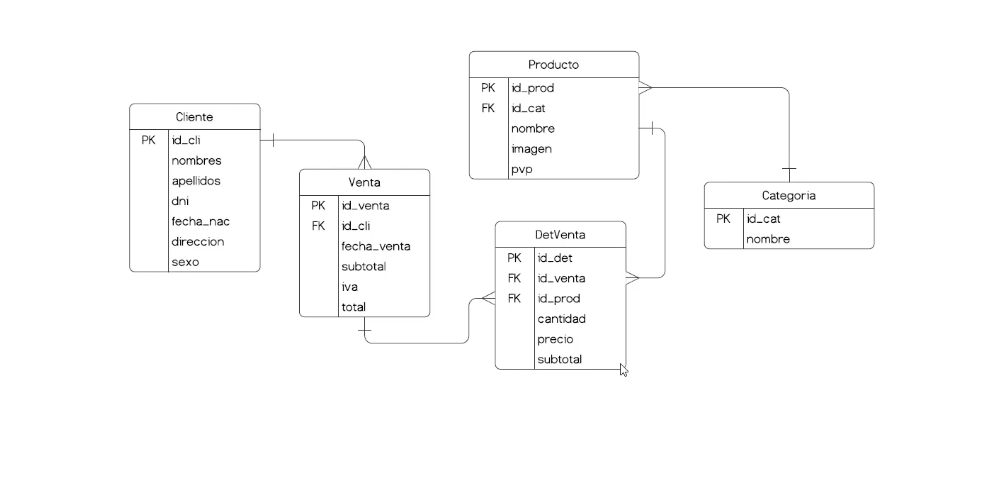 Cliente
PK id_cli
nombres
apellidos
dni
fecha_nac
direccion
sexo
Venta
PK id_venta
FK id_cli
fecha_venta
subtotal
iva
total
Producto
PK id_prod
FK id_cat
nombre
imagen
pvp
DetVenta
PK id_det
FK id_venta
FK id_prod
cantidad
precio
subtotal
Categoria
PK id_cat
nombre